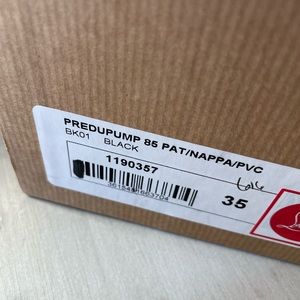 PREDUPUMP 85 PAT/NAPPA/PVC
BK01 BLACK
1190357
35